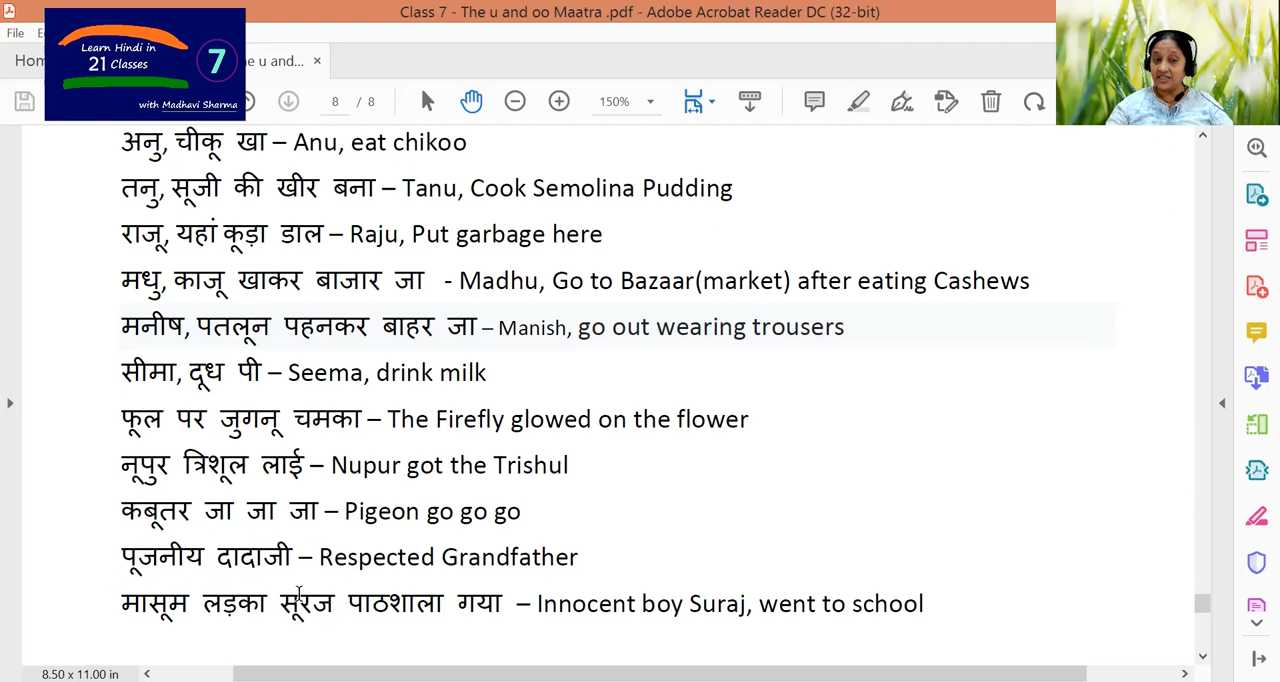 Class 7 - The u and oo Maatra .pdf - Adobe Acrobat Reader DC (32-bit)
File
Learn Hindi in
21 Classes
7
with Madhavi Sharma
he u and... ×
8 / 8
150%
अनु, चीकू खा – Anu, eat chikoo
तनु, सूजी की खीर बना – Tanu, Cook Semolina Pudding
राजू, यहां कूड़ा डाल – Raju, Put garbage here
मधु, काजू खाकर बाजार जा - Madhu, Go to Bazaar(market) after eating Cashews
मनीष, पतलून पहनकर बाहर जा – Manish, go out wearing trousers
सीमा, दूध पी – Seema, drink milk
फूल पर जुगनू चमका – The Firefly glowed on the flower
नूपुर त्रिशूल लाई – Nupur got the Trishul
कबूतर जा जा जा – Pigeon go go go
पूजनीय दादाजी – Respected Grandfather
मासूम लड़का सूरज पाठशाला गया – Innocent boy Suraj, went to school
8.50 x 11.00 in